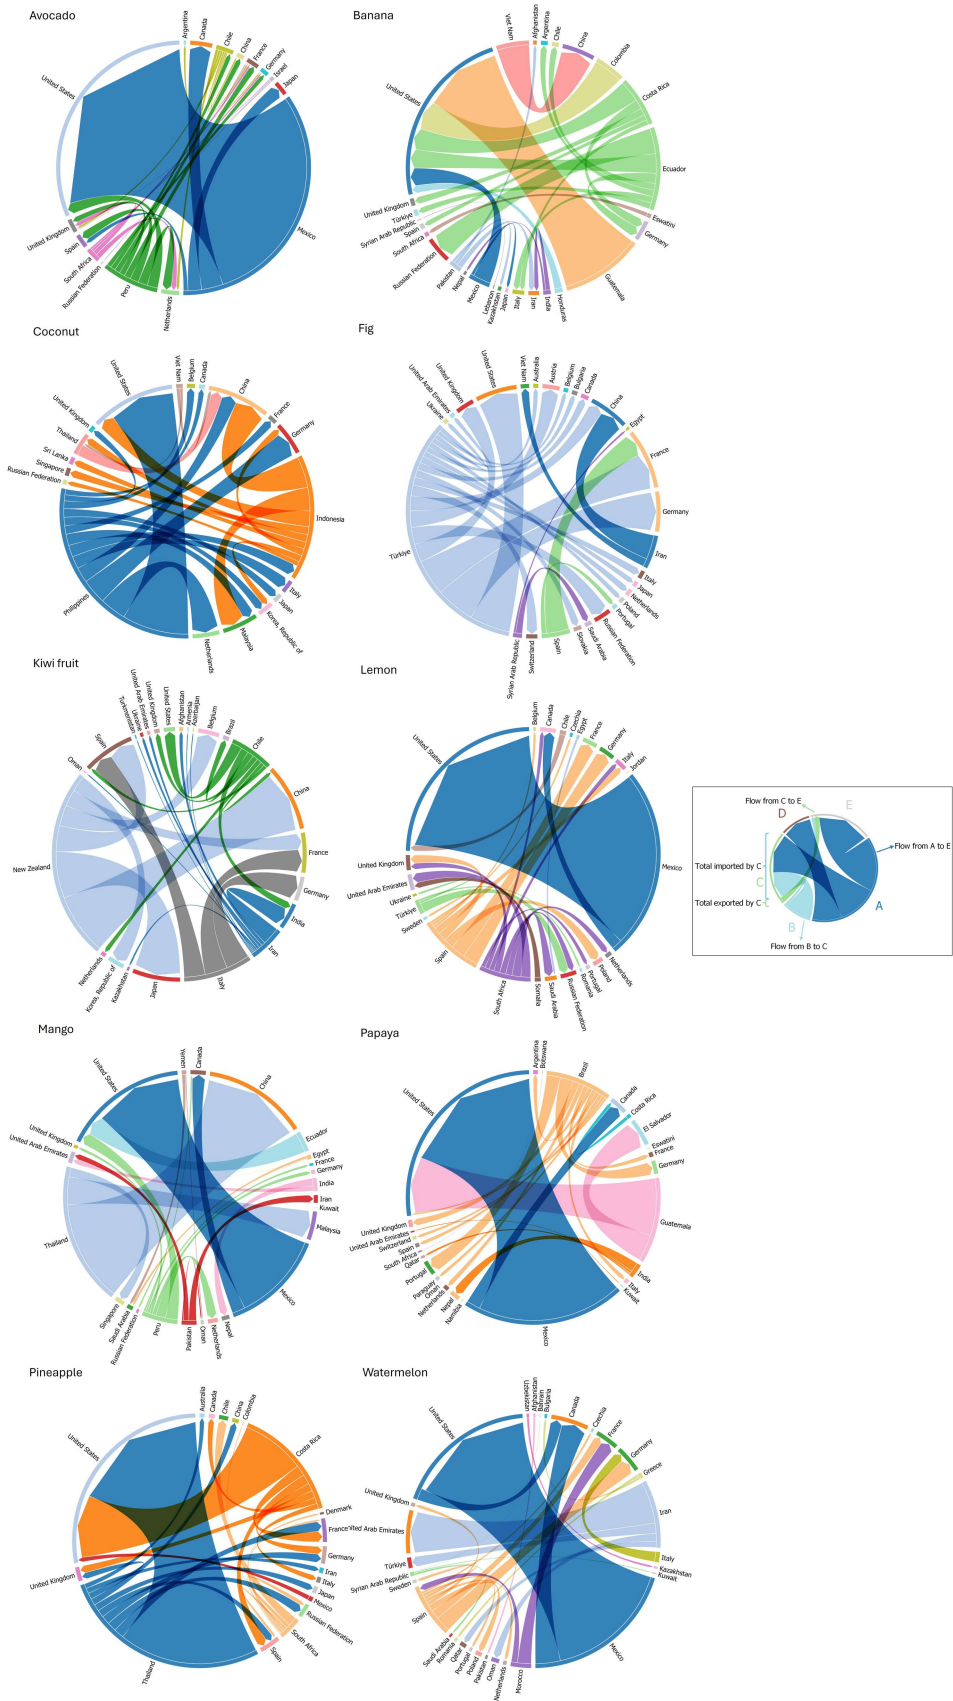 Avocado
Argentina
Canada
Chile
China
France
Germany
Israel
Japan
Mexico
Netherlands
Peru
Russian Federation
South Africa
Spain
United Kingdom
United States
Banana
Viet Nam
Afghanistan
Argentina
Chile
China
Colombia
Costa Rica
Ecuador
Eswatini
Germany
Guatemala
Honduras
India
Iran
Italy
Japan
Kazakhstan
Lebanon
Mexico
Nepal
Pakistan
Russian Federation
South Africa
Spain
Syrian Arab Republic
Türkiye
United Kingdom
United States
Coconut
Viet Nam
Belgium
Canada
China
France
Germany
Indonesia
Italy
Japan
Korea, Republic of
Malaysia
Netherlands
Philippines
Russian Federation
Singapore
Sri Lanka
Thailand
United Kingdom
United States
Fig
Viet Nam
Australia
Austria
Belgium
Bulgaria
Canada
China
Egypt
France
Germany
Iran
Italy
Japan
Netherlands
Poland
Portugal
Russian Federation
Saudi Arabia
Slovakia
Spain
Switzerland
Syrian Arab Republic
Türkiye
Ukraine
United Arab Emirates
United Kingdom
United States
Kiwi fruit
Turkmenistan
Ukraine
United Arab Emirates
United Kingdom
United States
Afghanistan
Armenia
Azerbaijan
Belgium
Brazil
Chile
China
France
Germany
India
Iran
Italy
Japan
Kazakhstan
Korea, Republic of
Netherlands
New Zealand
Oman
Spain
Lemon
Belgium
Canada
Chile
Czechia
Egypt
France
Germany
Italy
Jordan
Mexico
Netherlands
Poland
Portugal
Romania
Russian Federation
Saudi Arabia
Somalia
South Africa
Spain
Sweden
Türkiye
Ukraine
United Arab Emirates
United Kingdom
United States
Flow from C to E
D
E
Flow from A to E
Total imported by C
C
Total exported by C
A
B
Flow from B to C
Mango
Yemen
Canada
China
Ecuador
Egypt
France
Germany
India
Iran
Kuwait
Malaysia
Mexico
Nepal
Netherlands
Oman
Pakistan
Peru
Russian Federation
Saudi Arabia
Singapore
Thailand
United Arab Emirates
United Kingdom
United States
Papaya
Argentina
Botswana
Brazil
Canada
Costa Rica
El Salvador
Eswatini
France
Germany
Guatemala
India
Italy
Kuwait
Mexico
Namibia
Nepal
Netherlands
Oman
Paraguay
Portugal
Qatar
South Africa
Spain
Switzerland
United Arab Emirates
United Kingdom
United States
Pineapple
Australia
Canada
Chile
China
Colombia
Costa Rica
Denmark
France
Germany
Iran
Italy
Japan
Mexico
Russian Federation
South Africa
Spain
Thailand
United Kingdom
United States
Watermelon
Uzbekistan
Afghanistan
Bahrain
Bulgaria
Canada
Czechia
France
Germany
Greece
Iran
Italy
Kazakhstan
Kuwait
Mexico
Morocco
Netherlands
Oman
Pakistan
Poland
Portugal
Qatar
Romania
Saudi Arabia
Spain
Sweden
Syrian Arab Republic
Türkiye
ited Arab Emirates
United Kingdom
United States